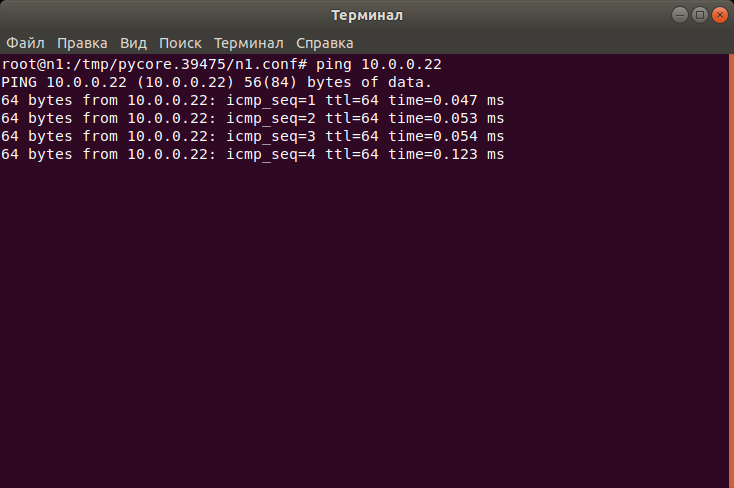 Терминал
Файл Правка Вид Поиск Терминал Справка
root@n1:/tmp/pycore.39475/n1.conf# ping 10.0.0.22
PING 10.0.0.22 (10.0.0.22) 56(84) bytes of data.
64 bytes from 10.0.0.22: icmp_seq=1 ttl=64 time=0.047 ms
64 bytes from 10.0.0.22: icmp_seq=2 ttl=64 time=0.053 ms
64 bytes from 10.0.0.22: icmp_seq=3 ttl=64 time=0.054 ms
64 bytes from 10.0.0.22: icmp_seq=4 ttl=64 time=0.123 ms